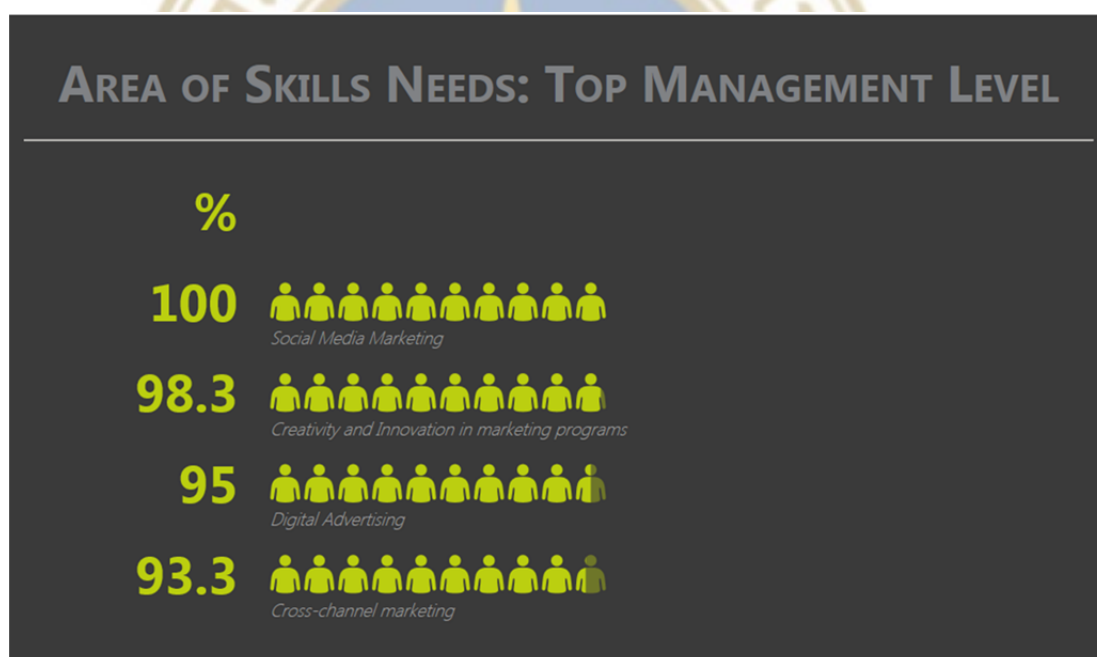 AREA OF SKILLS NEEDS: TOP MANAGEMENT LEVEL
%
100
Social Media Marketing
98.3
Creativity and Innovation in marketing programs
95
Digital Advertising
93.3
Cross-channel marketing